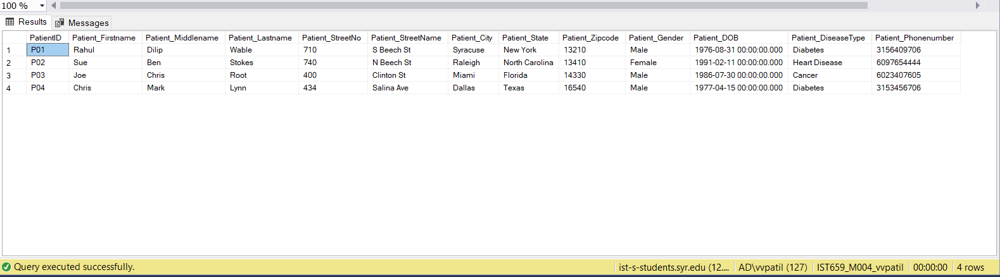 100 %
Results Messages
PatientID Patient_Firstname Patient_Middlename Patient_Lastname Patient_StreetNo Patient_StreetName Patient_City Patient_State Patient_Zipcode Patient_Gender Patient_DOB Patient_DiseaseType Patient_Phonenumber
1 P01 Rahul Dilip Wable 710 S Beech St Syracuse New York 13210 Male 1976-08-31 00:00:00.000 Diabetes 3156409706
2 P02 Sue Ben Stokes 740 N Beech St Raleigh North Carolina 13410 Female 1991-02-11 00:00:00.000 Heart Disease 6097654444
3 P03 Joe Chris Root 400 Clinton St Miami Florida 14330 Male 1986-07-30 00:00:00.000 Cancer 6023407605
4 P04 Chris Mark Lynn 434 Salina Ave Dallas Texas 16540 Male 1977-04-15 00:00:00.000 Diabetes 3153456706
Query executed successfully. ist-s-students.syr.edu (12.... AD\vvpatil (127) IST659_M004_vvpatil 00:00:00 4 rows